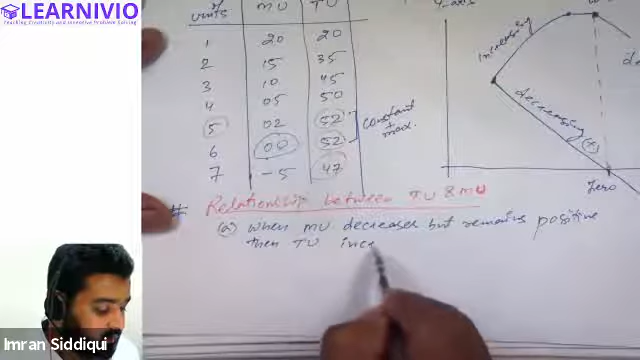 LEARNIVIO
Teaching Creativity and Inventive Problem Solving
units MU TU
1 20 20
2 15 35
3 10 45
4 05 50
5 02 52
6 00 52
7 -5 47
constant
+
max.
increasing
decreasing
(+)
zero
# Relationship between TU & MU
(a) when MU decreases but remains positive
then TU incr
Imran Siddiqui